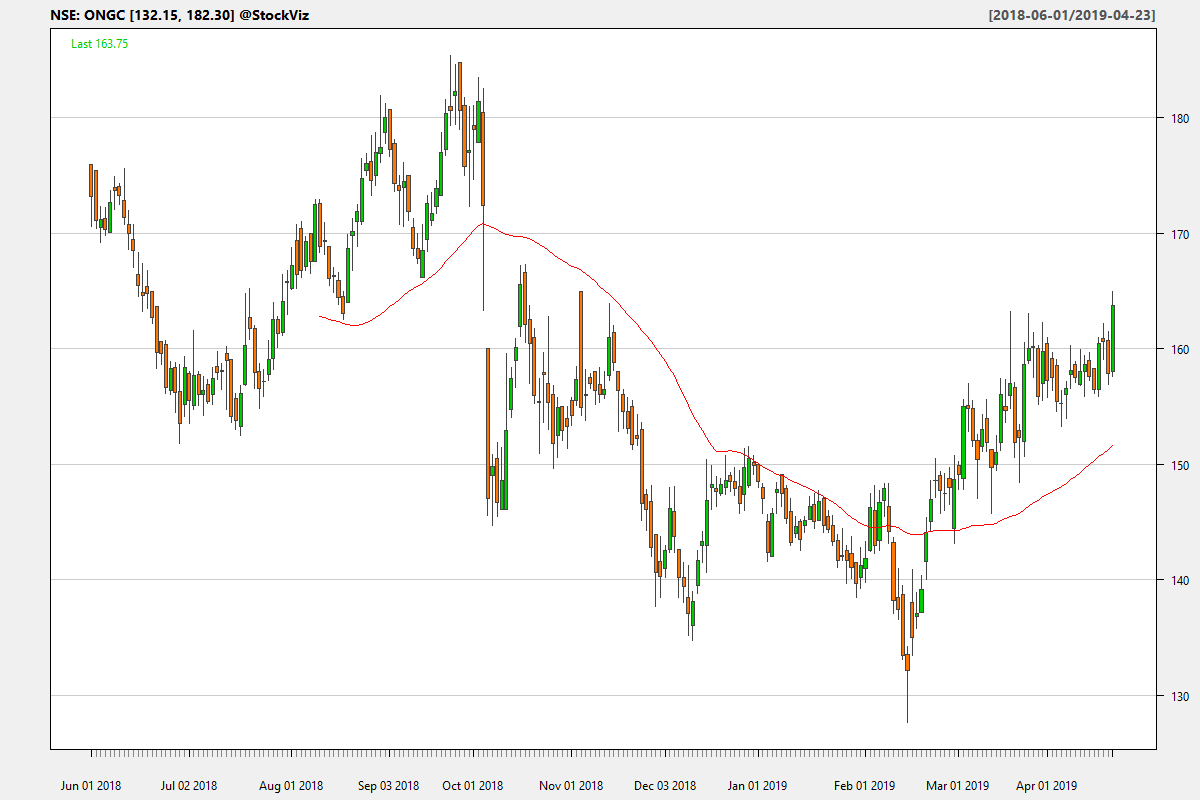 NSE: ONGC [132.15, 182.30] @StockViz
[2018-06-01/2019-04-23]
Last 163.75
180
170
160
150
140
130
Jun 01 2018
Jul 02 2018
Aug 01 2018
Sep 03 2018
Oct 01 2018
Nov 01 2018
Dec 03 2018
Jan 01 2019
Feb 01 2019
Mar 01 2019
Apr 01 2019